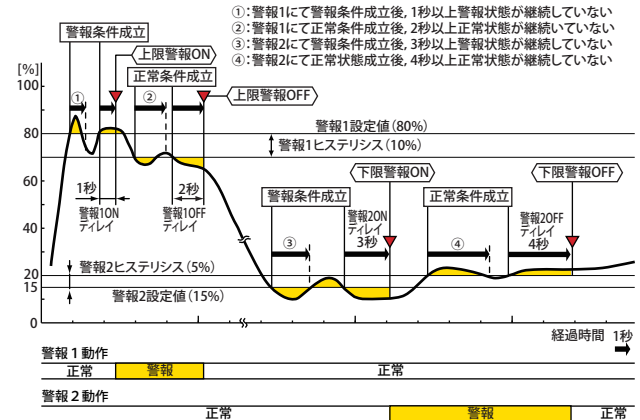 ①:警報1にて警報条件成立後, 1秒以上警報状態が継続していない
②:警報1にて正常条件成立後, 2秒以上正常状態が継続いていない
③:警報2にて警報条件成立後, 3秒以上警報状態が継続していない
④:警報2にて正常状態成立後, 4秒以上正常状態が継続していない
警報条件成立
上限警報ON
正常条件成立
上限警報OFF
[%]
100
80
60
40
20
15
0
①
②
警報1設定値(80%)
警報1ヒステリシス(10%)
1秒
警報1ON
ディレイ
2秒
警報1OFF
ディレイ
警報条件成立
下限警報ON
正常条件成立
下限警報OFF
警報2ON
ディレイ
3秒
警報2OFF
ディレイ
4秒
③
④
警報2ヒステリシス(5%)
警報2設定値(15%)
経過時間 1秒
警報1動作
正常 警報 正常
警報2動作
正常 警報 正常